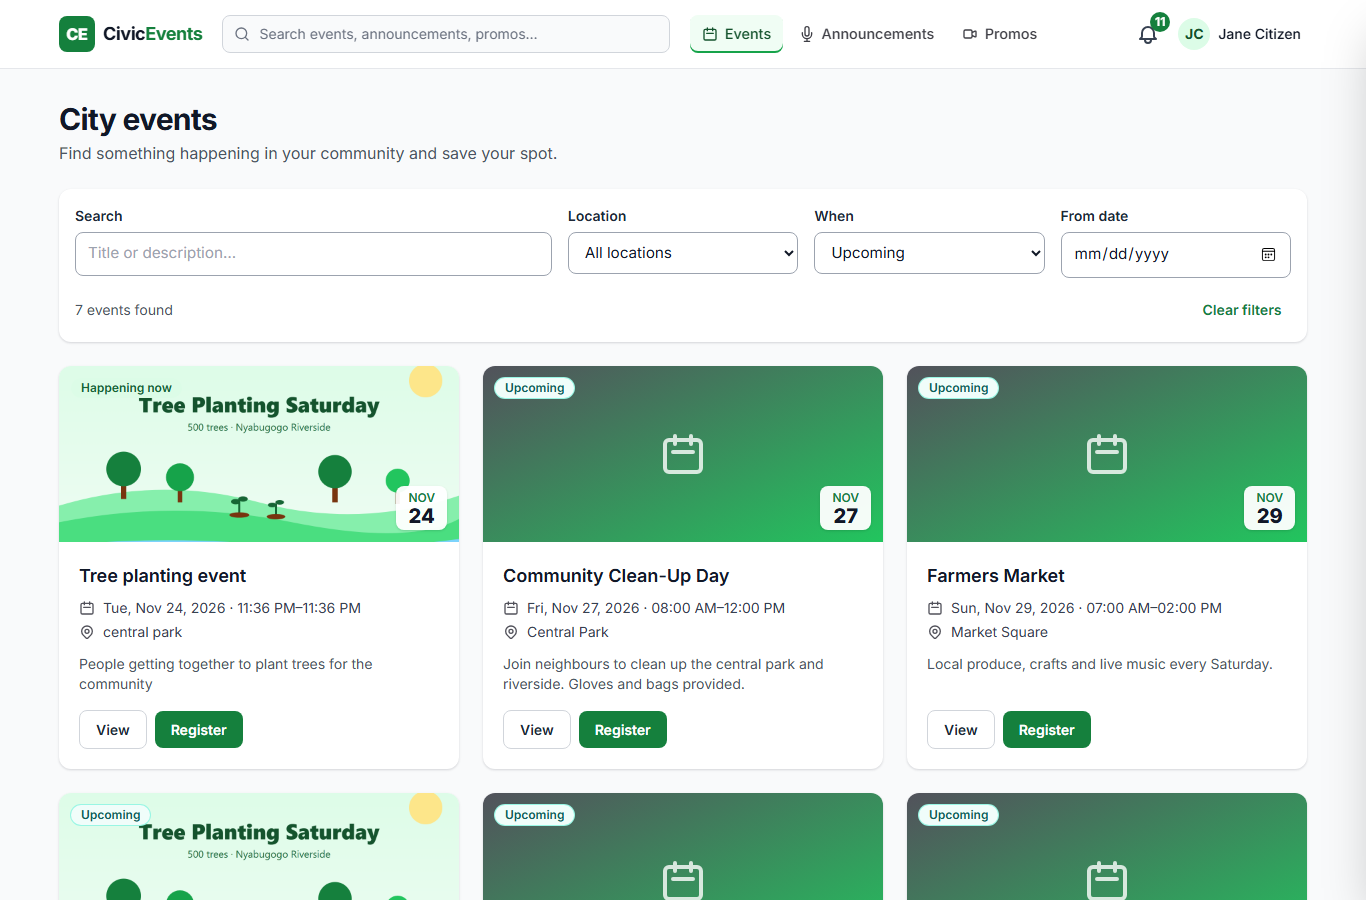 CE CivicEvents
Search events, announcements, promos...
Events
Announcements
Promos
11
JC Jane Citizen
City events
Find something happening in your community and save your spot.
Search
Location
When
From date
Title or description...
All locations
Upcoming
mm/dd/yyyy
7 events found
Clear filters
Happening now
Tree Planting Saturday
500 trees · Nyabugogo Riverside
NOV
24
Tree planting event
Tue, Nov 24, 2026 · 11:36 PM–11:36 PM
central park
People getting together to plant trees for the
community
View
Register
Upcoming
NOV
27
Community Clean-Up Day
Fri, Nov 27, 2026 · 08:00 AM–12:00 PM
Central Park
Join neighbours to clean up the central park and
riverside. Gloves and bags provided.
View
Register
Upcoming
NOV
29
Farmers Market
Sun, Nov 29, 2026 · 07:00 AM–02:00 PM
Market Square
Local produce, crafts and live music every Saturday.
View
Register
Upcoming
Tree Planting Saturday
500 trees · Nyabugogo Riverside
Upcoming
Upcoming